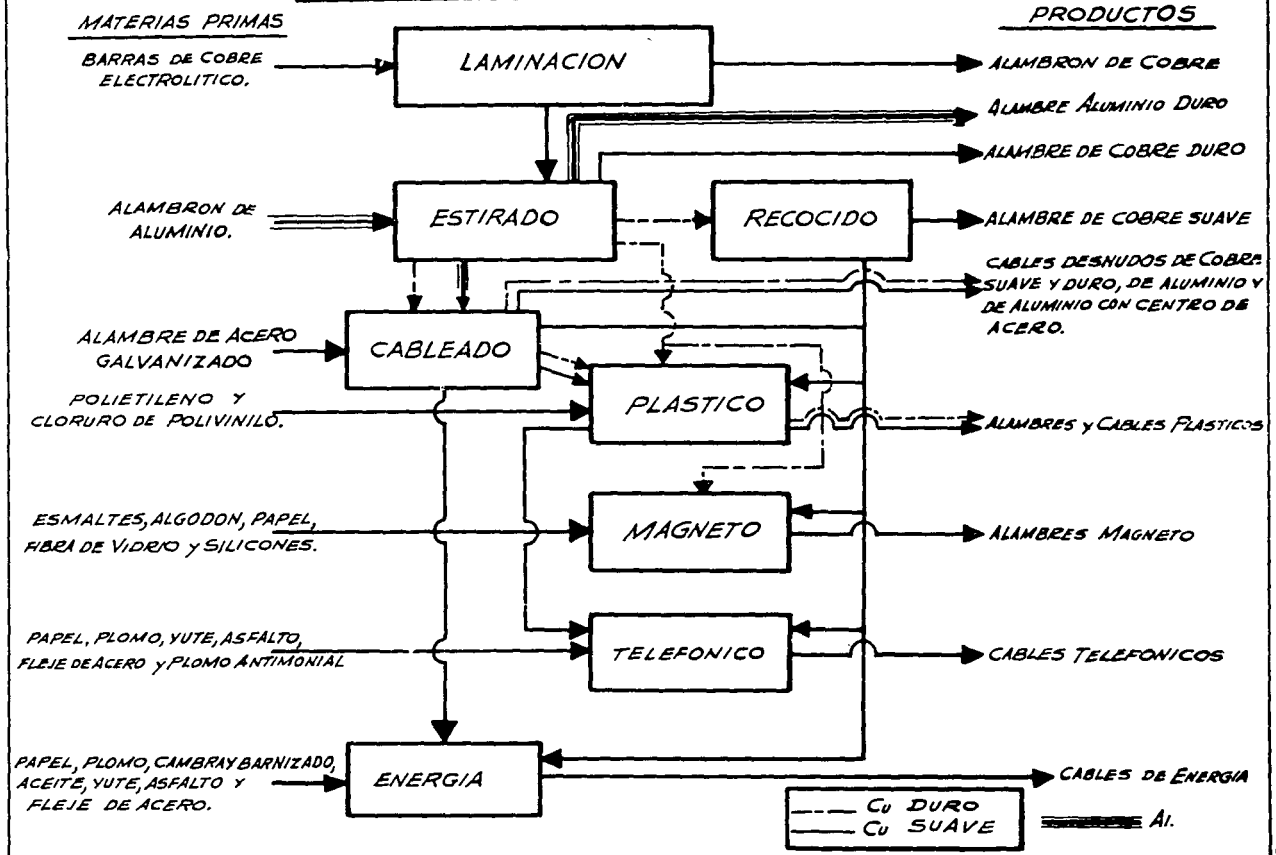 MATERIAS PRIMAS
PRODUCTOS
BARRAS DE COBRE
ELECTROLITICO.
LAMINACION
ALAMBRON DE COBRE
ALAMBRE ALUMINIO DURO
ALAMBRE DE COBRE DURO
ALAMBRON DE
ALUMINIO.
ESTIRADO
RECOCIDO
ALAMBRE DE COBRE SUAVE
CABLES DESNUDOS DE COBRE
SUAVE Y DURO, DE ALUMINIO Y
DE ALUMINIO CON CENTRO DE
ACERO.
ALAMBRE DE ACERO
GALVANIZADO
CABLEADO
POLIETILENO Y
CLORURO DE POLIVINILO.
PLASTICO
ALAMBRES y CABLES PLASTICOS
ESMALTES, ALGODON, PAPEL,
FIBRA DE VIDRIO y SILICONES.
MAGNETO
ALAMBRES MAGNETO
PAPEL, PLOMO, YUTE, ASFALTO,
FLEJE DE ACERO y PLOMO ANTIMONIAL
TELEFONICO
CABLES TELEFONICOS
PAPEL, PLOMO, CAMBRAY BARNIZADO,
ACEITE, YUTE, ASFALTO Y
FLEJE DE ACERO.
ENERGIA
CABLES DE ENERGIA
Cu DURO
Cu SUAVE
Al.